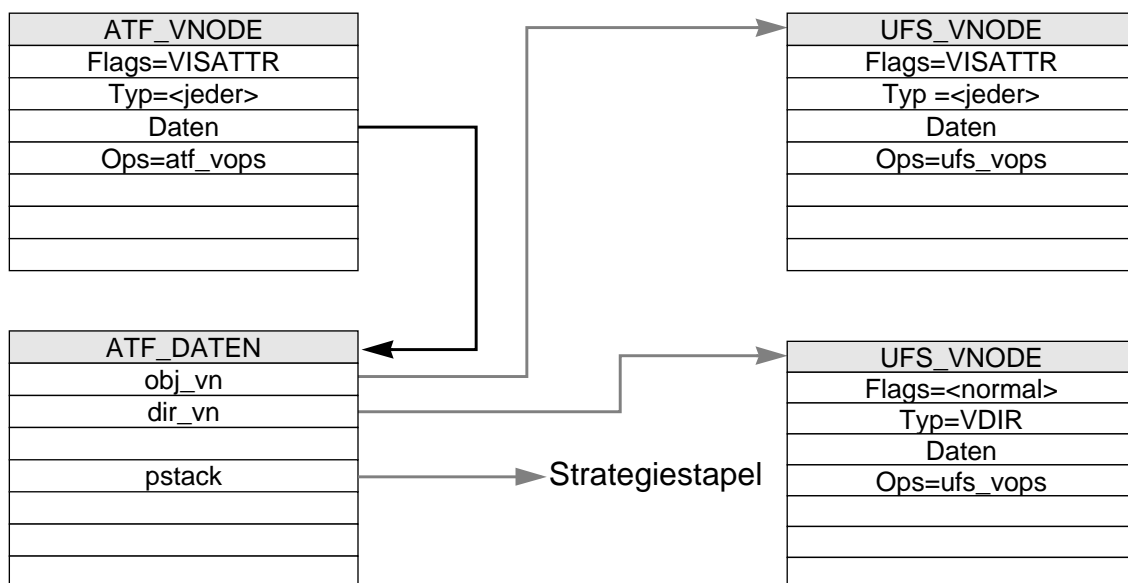 ATF_VNODE
Flags=VISATTR
Typ=<jeder>
Daten
Ops=atf_vops
UFS_VNODE
Flags=VISATTR
Typ =<jeder>
Daten
Ops=ufs_vops
ATF_DATEN
obj_vn
dir_vn
pstack
Strategiestapel
UFS_VNODE
Flags=<normal>
Typ=VDIR
Daten
Ops=ufs_vops